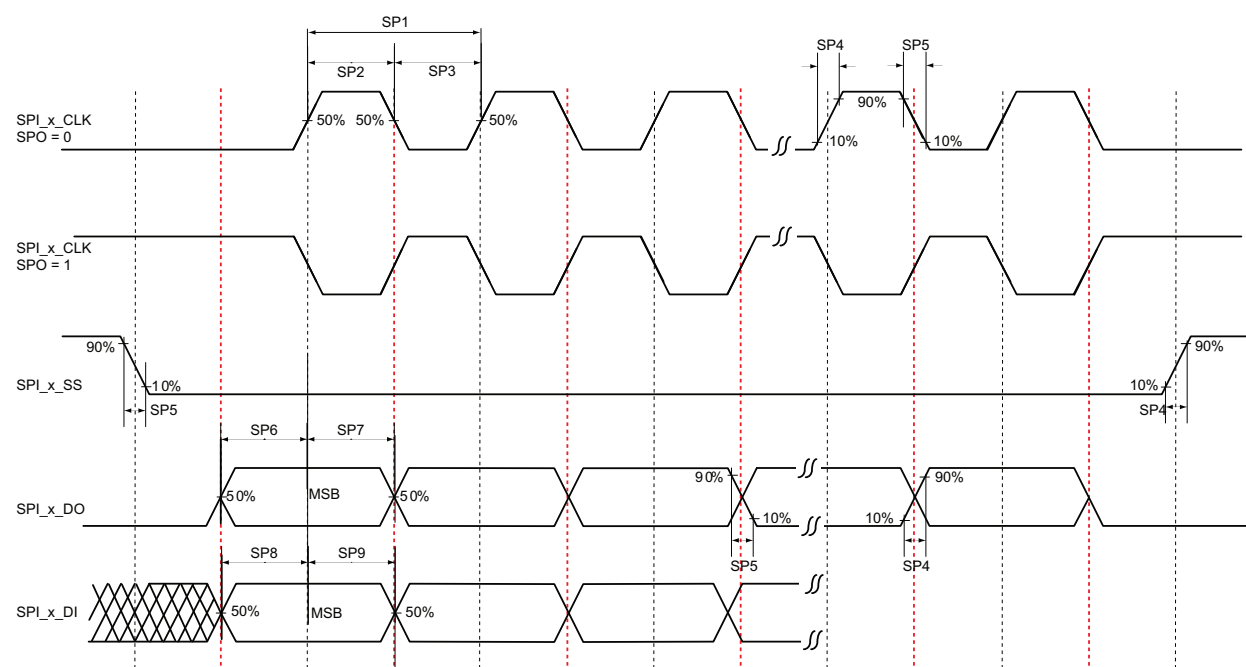 SP1
SP4 SP5
SP2 SP3
90%
SPI_x_CLK
SPO = 0
50% 50% 50%
10% 10%
SPI_x_CLK
SPO = 1
90% 90%
SPI_x_SS
10% 10%
SP5 SP4
SP6 SP7
90% 90%
50% MSB 50%
SPI_x_DO
10% 10%
SP8 SP9
SP5 SP4
SPI_x_DI
50% MSB 50%